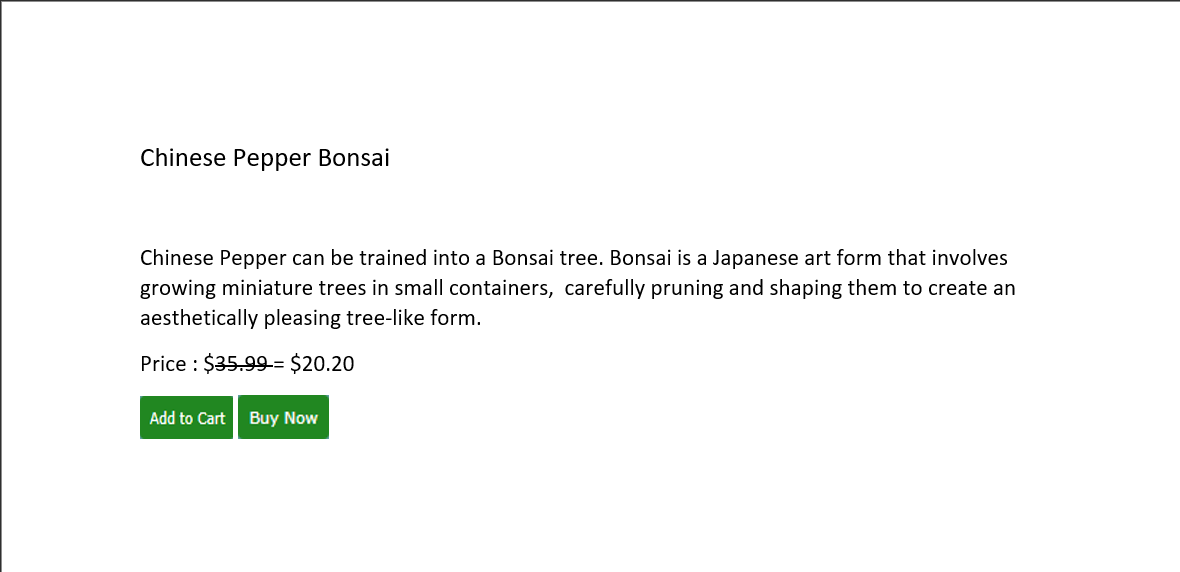 Chinese Pepper Bonsai
Chinese Pepper can be trained into a Bonsai tree. Bonsai is a Japanese art form that involves
growing miniature trees in small containers,  carefully pruning and shaping them to create an
aesthetically pleasing tree-like form.
Price : $35.99 = $20.20
Add to Cart Buy Now